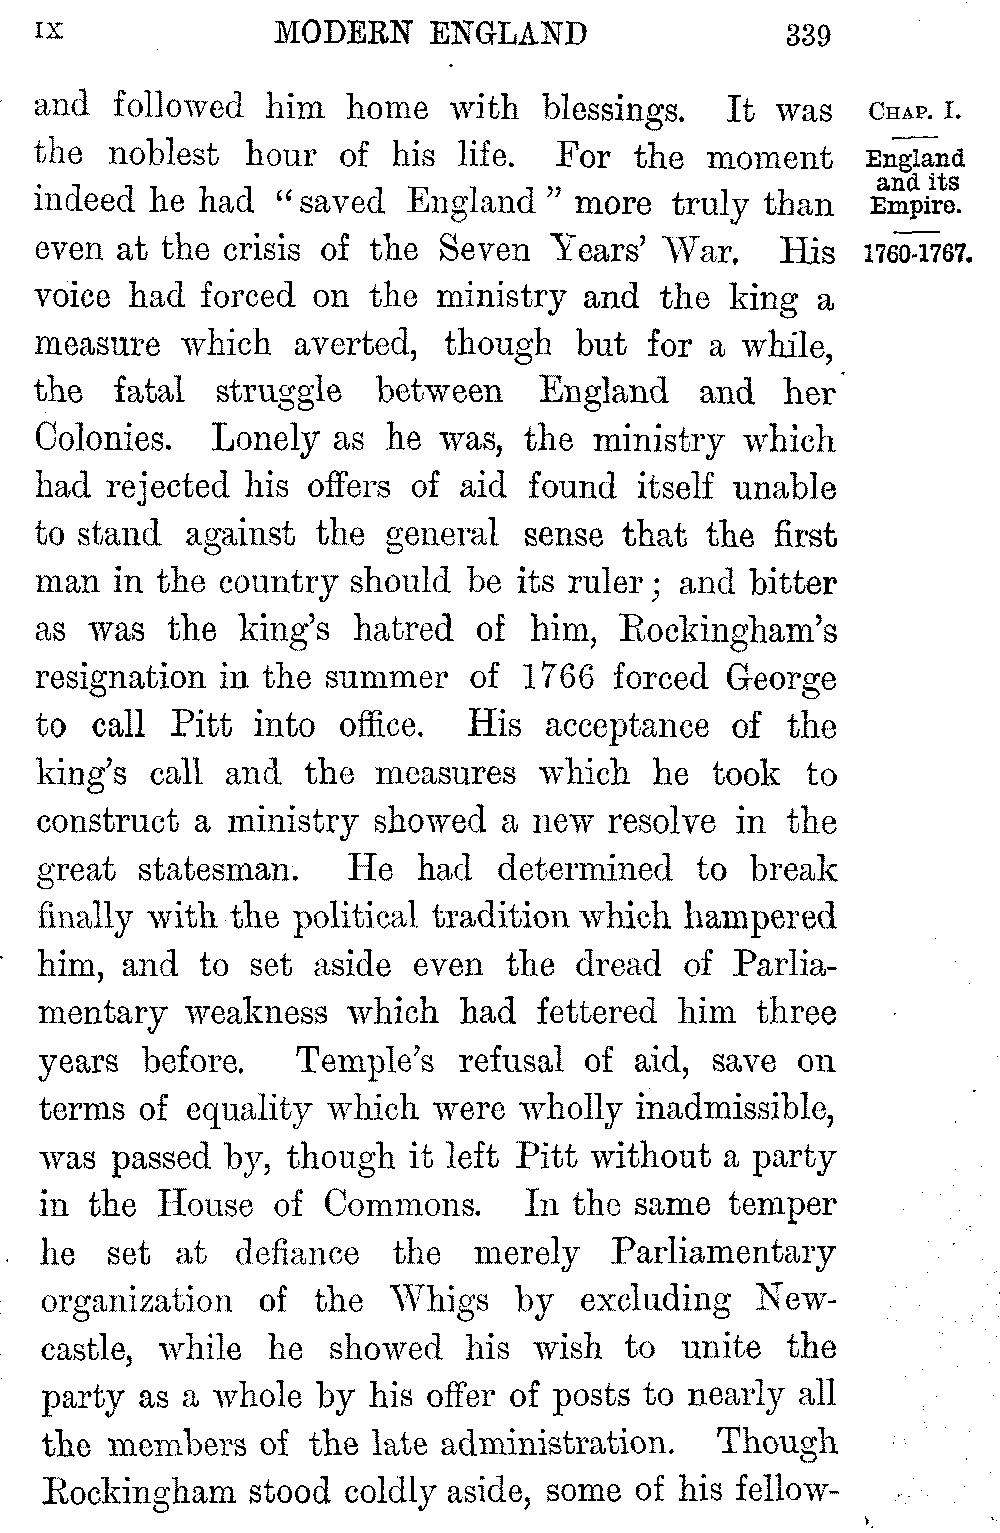 IX MODERN ENGLAND 339
and followed him home with blessings. It was
the noblest hour of his life. For the moment
indeed he had “saved England” more truly than
even at the crisis of the Seven Years’ War. His
voice had forced on the ministry and the king a
measure which averted, though but for a while,
the fatal struggle between England and her
Colonies. Lonely as he was, the ministry which
had rejected his offers of aid found itself unable
to stand against the general sense that the first
man in the country should be its ruler; and bitter
as was the king’s hatred of him, Rockingham’s
resignation in the summer of 1766 forced George
to call Pitt into office. His acceptance of the
king’s call and the measures which he took to
construct a ministry showed a new resolve in the
great statesman. He had determined to break
finally with the political tradition which hampered
him, and to set aside even the dread of Parlia-
mentary weakness which had fettered him three
years before. Temple’s refusal of aid, save on
terms of equality which were wholly inadmissible,
was passed by, though it left Pitt without a party
in the House of Commons. In the same temper
he set at defiance the merely Parliamentary
organization of the Whigs by excluding New-
castle, while he showed his wish to unite the
party as a whole by his offer of posts to nearly all
the members of the late administration. Though
Rockingham stood coldly aside, some of his fellow-
CHAP. I.
England
and its
Empire.
1760-1767.